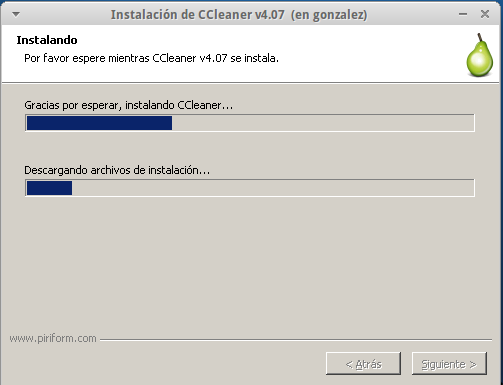 Instalación de CCleaner v4.07 (en gonzalez)
Instalando
Por favor espere mientras CCleaner v4.07 se instala.
Gracias por esperar, instalando CCleaner...
Descargando archivos de instalación...
www.piriform.com
< Atrás
Siguiente >